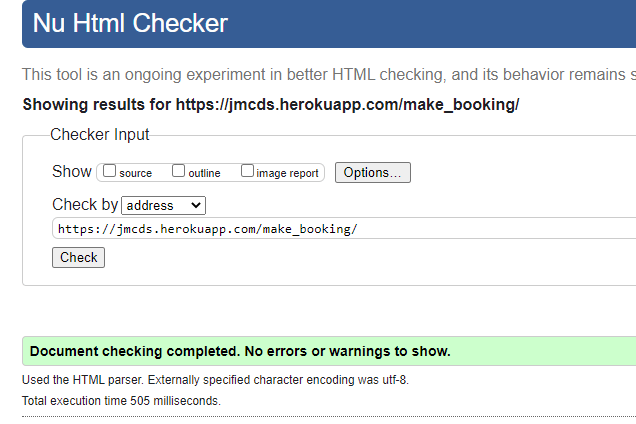 Nu Html Checker
This tool is an ongoing experiment in better HTML checking, and its behavior remains s
Showing results for https://jmcds.herokuapp.com/make_booking/
Checker Input
Show source outline image report Options...
Check by address
https://jmcds.herokuapp.com/make_booking/
Check
Document checking completed. No errors or warnings to show.
Used the HTML parser. Externally specified character encoding was utf-8.
Total execution time 505 milliseconds.